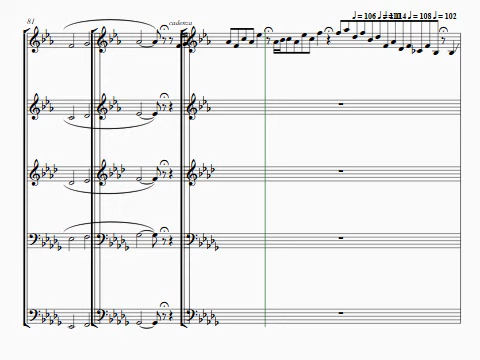 81
cadenza
♩= 106
♩= 108
♩= 102